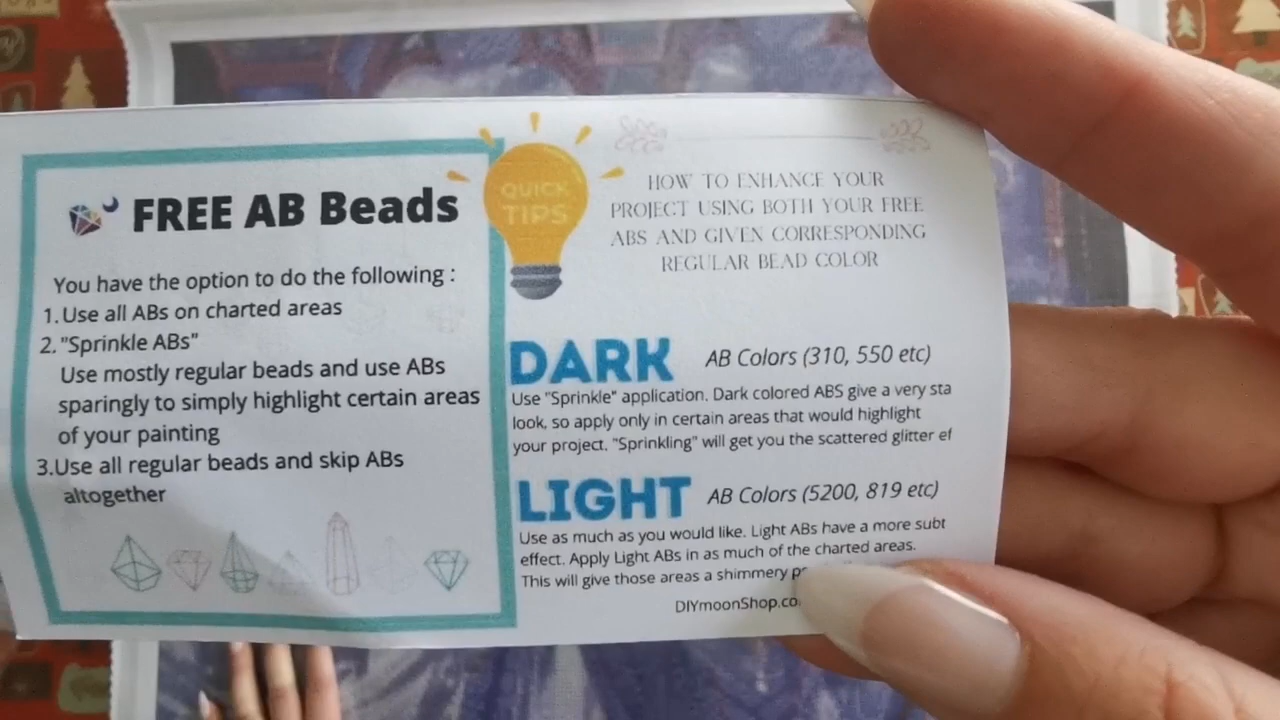 FREE AB Beads
You have the option to do the following :
1. Use all ABs on charted areas
2. "Sprinkle ABs"
Use mostly regular beads and use ABs
sparingly to simply highlight certain areas
of your painting
3.Use all regular beads and skip ABs
altogether
QUICK
TIPS
HOW TO ENHANCE YOUR
PROJECT USING BOTH YOUR FREE
ABS AND GIVEN CORRESPONDING
REGULAR BEAD COLOR
DARK AB Colors (310, 550 etc)
Use "Sprinkle" application. Dark colored ABS give a very sta
look, so apply only in certain areas that would highlight
your project. "Sprinkling" will get you the scattered glitter ef
LIGHT AB Colors (5200, 819 etc)
Use as much as you would like. Light ABs have a more subt
effect. Apply Light ABs in as much of the charted areas.
This will give those areas a shimmery
DIYmoonShop.co